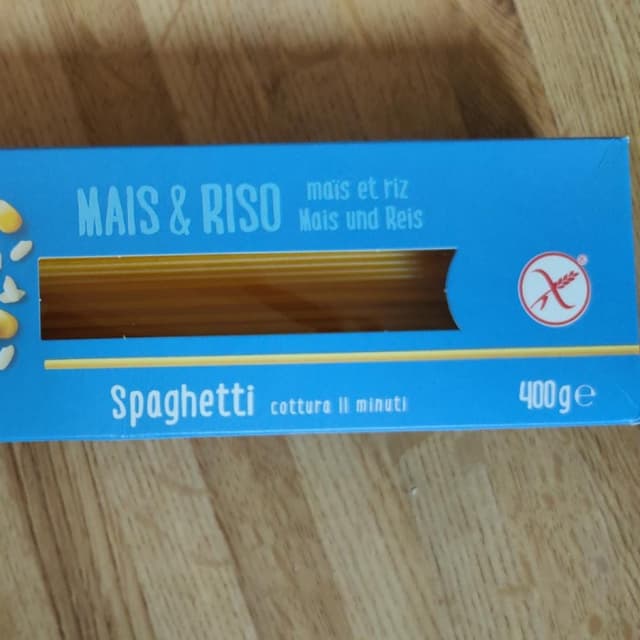 MAIS & RISO
maïs et riz
Mais und Reis
Spaghetti cottura 11 minuti
400g e